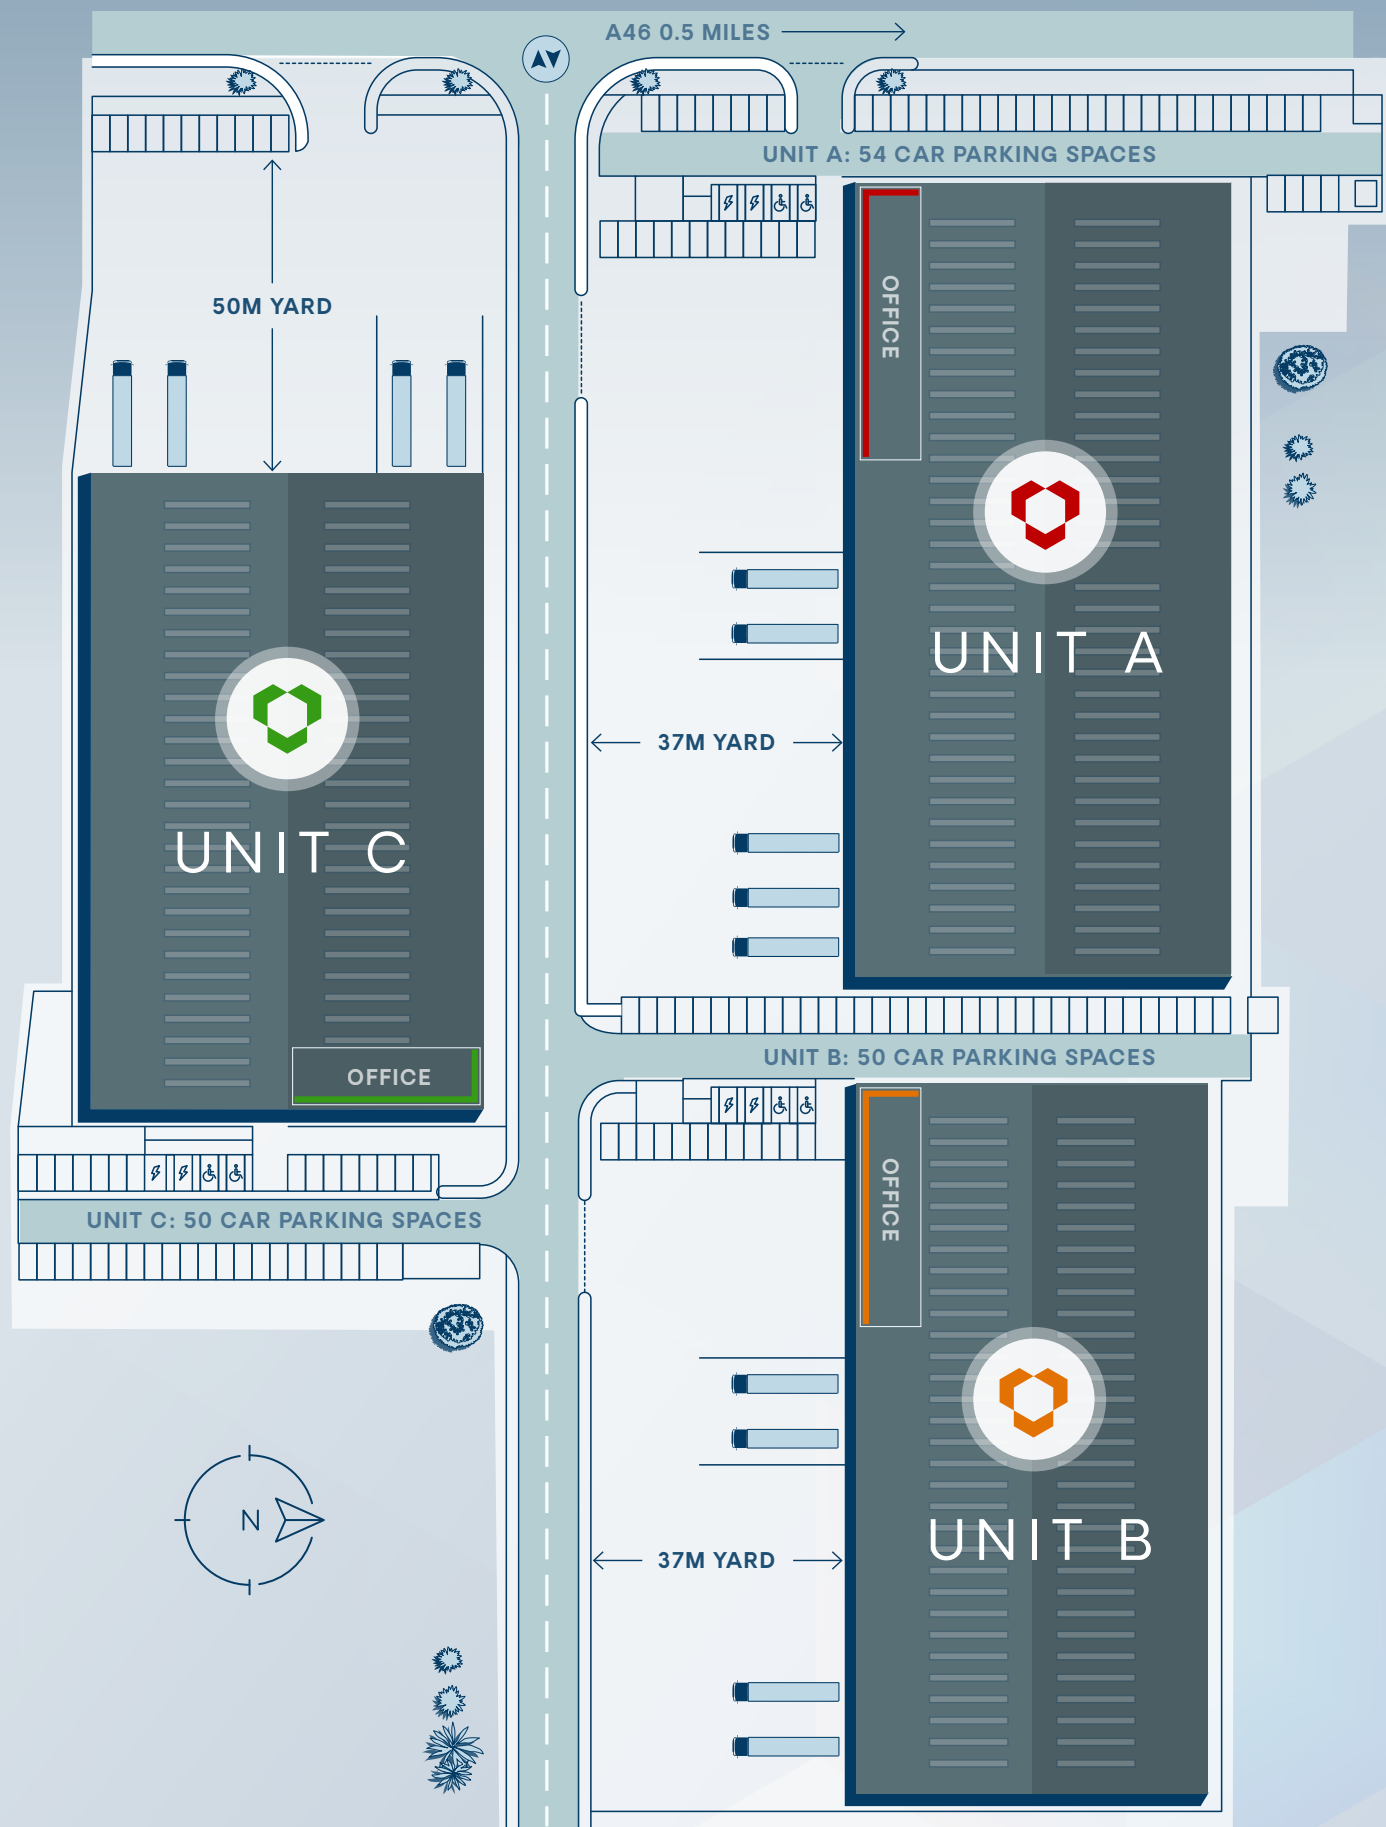 A46 0.5 MILES
UNIT A: 54 CAR PARKING SPACES
50M YARD
OFFICE
UNIT A
37M YARD
UNIT C
OFFICE
UNIT B: 50 CAR PARKING SPACES
OFFICE
UNIT C: 50 CAR PARKING SPACES
N
UNIT B
37M YARD